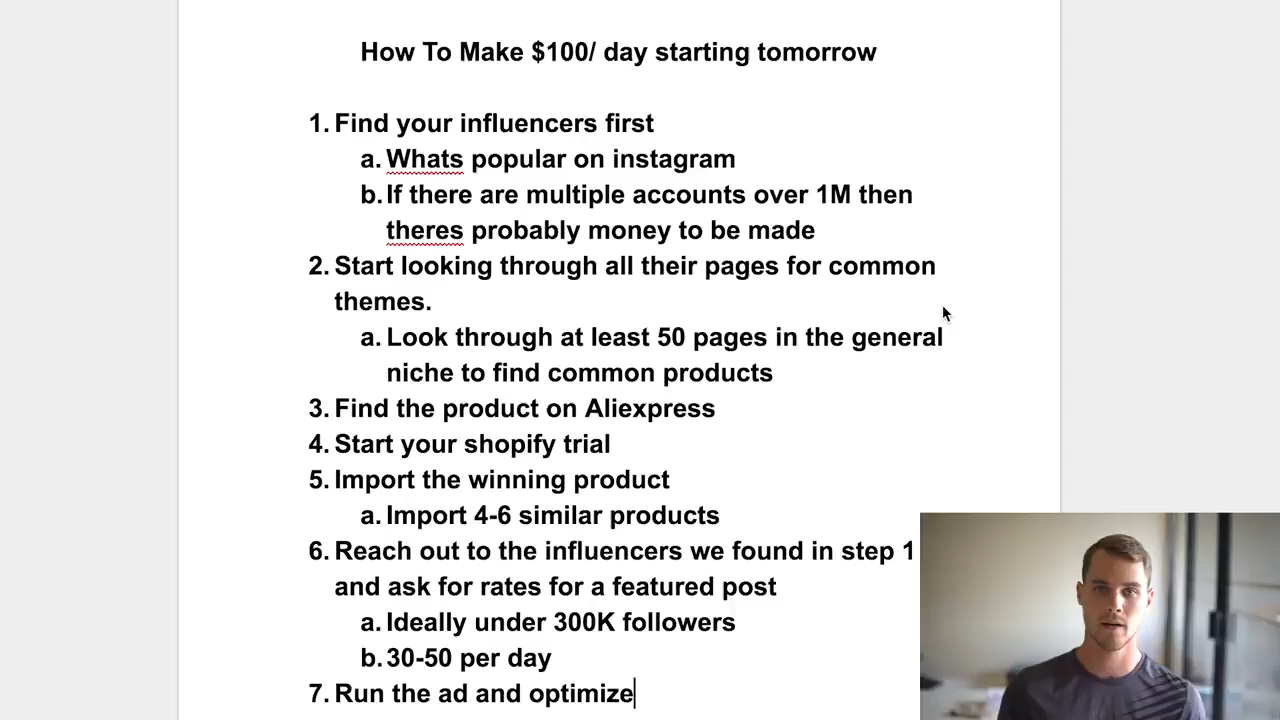 How To Make $100/ day starting tomorrow
1. Find your influencers first
a. Whats popular on instagram
b. If there are multiple accounts over 1M then
theres probably money to be made
2. Start looking through all their pages for common
themes.
a. Look through at least 50 pages in the general
niche to find common products
3. Find the product on Aliexpress
4. Start your shopify trial
5. Import the winning product
a. Import 4-6 similar products
6. Reach out to the influencers we found in step 1
and ask for rates for a featured post
a. Ideally under 300K followers
b. 30-50 per day
7. Run the ad and optimize